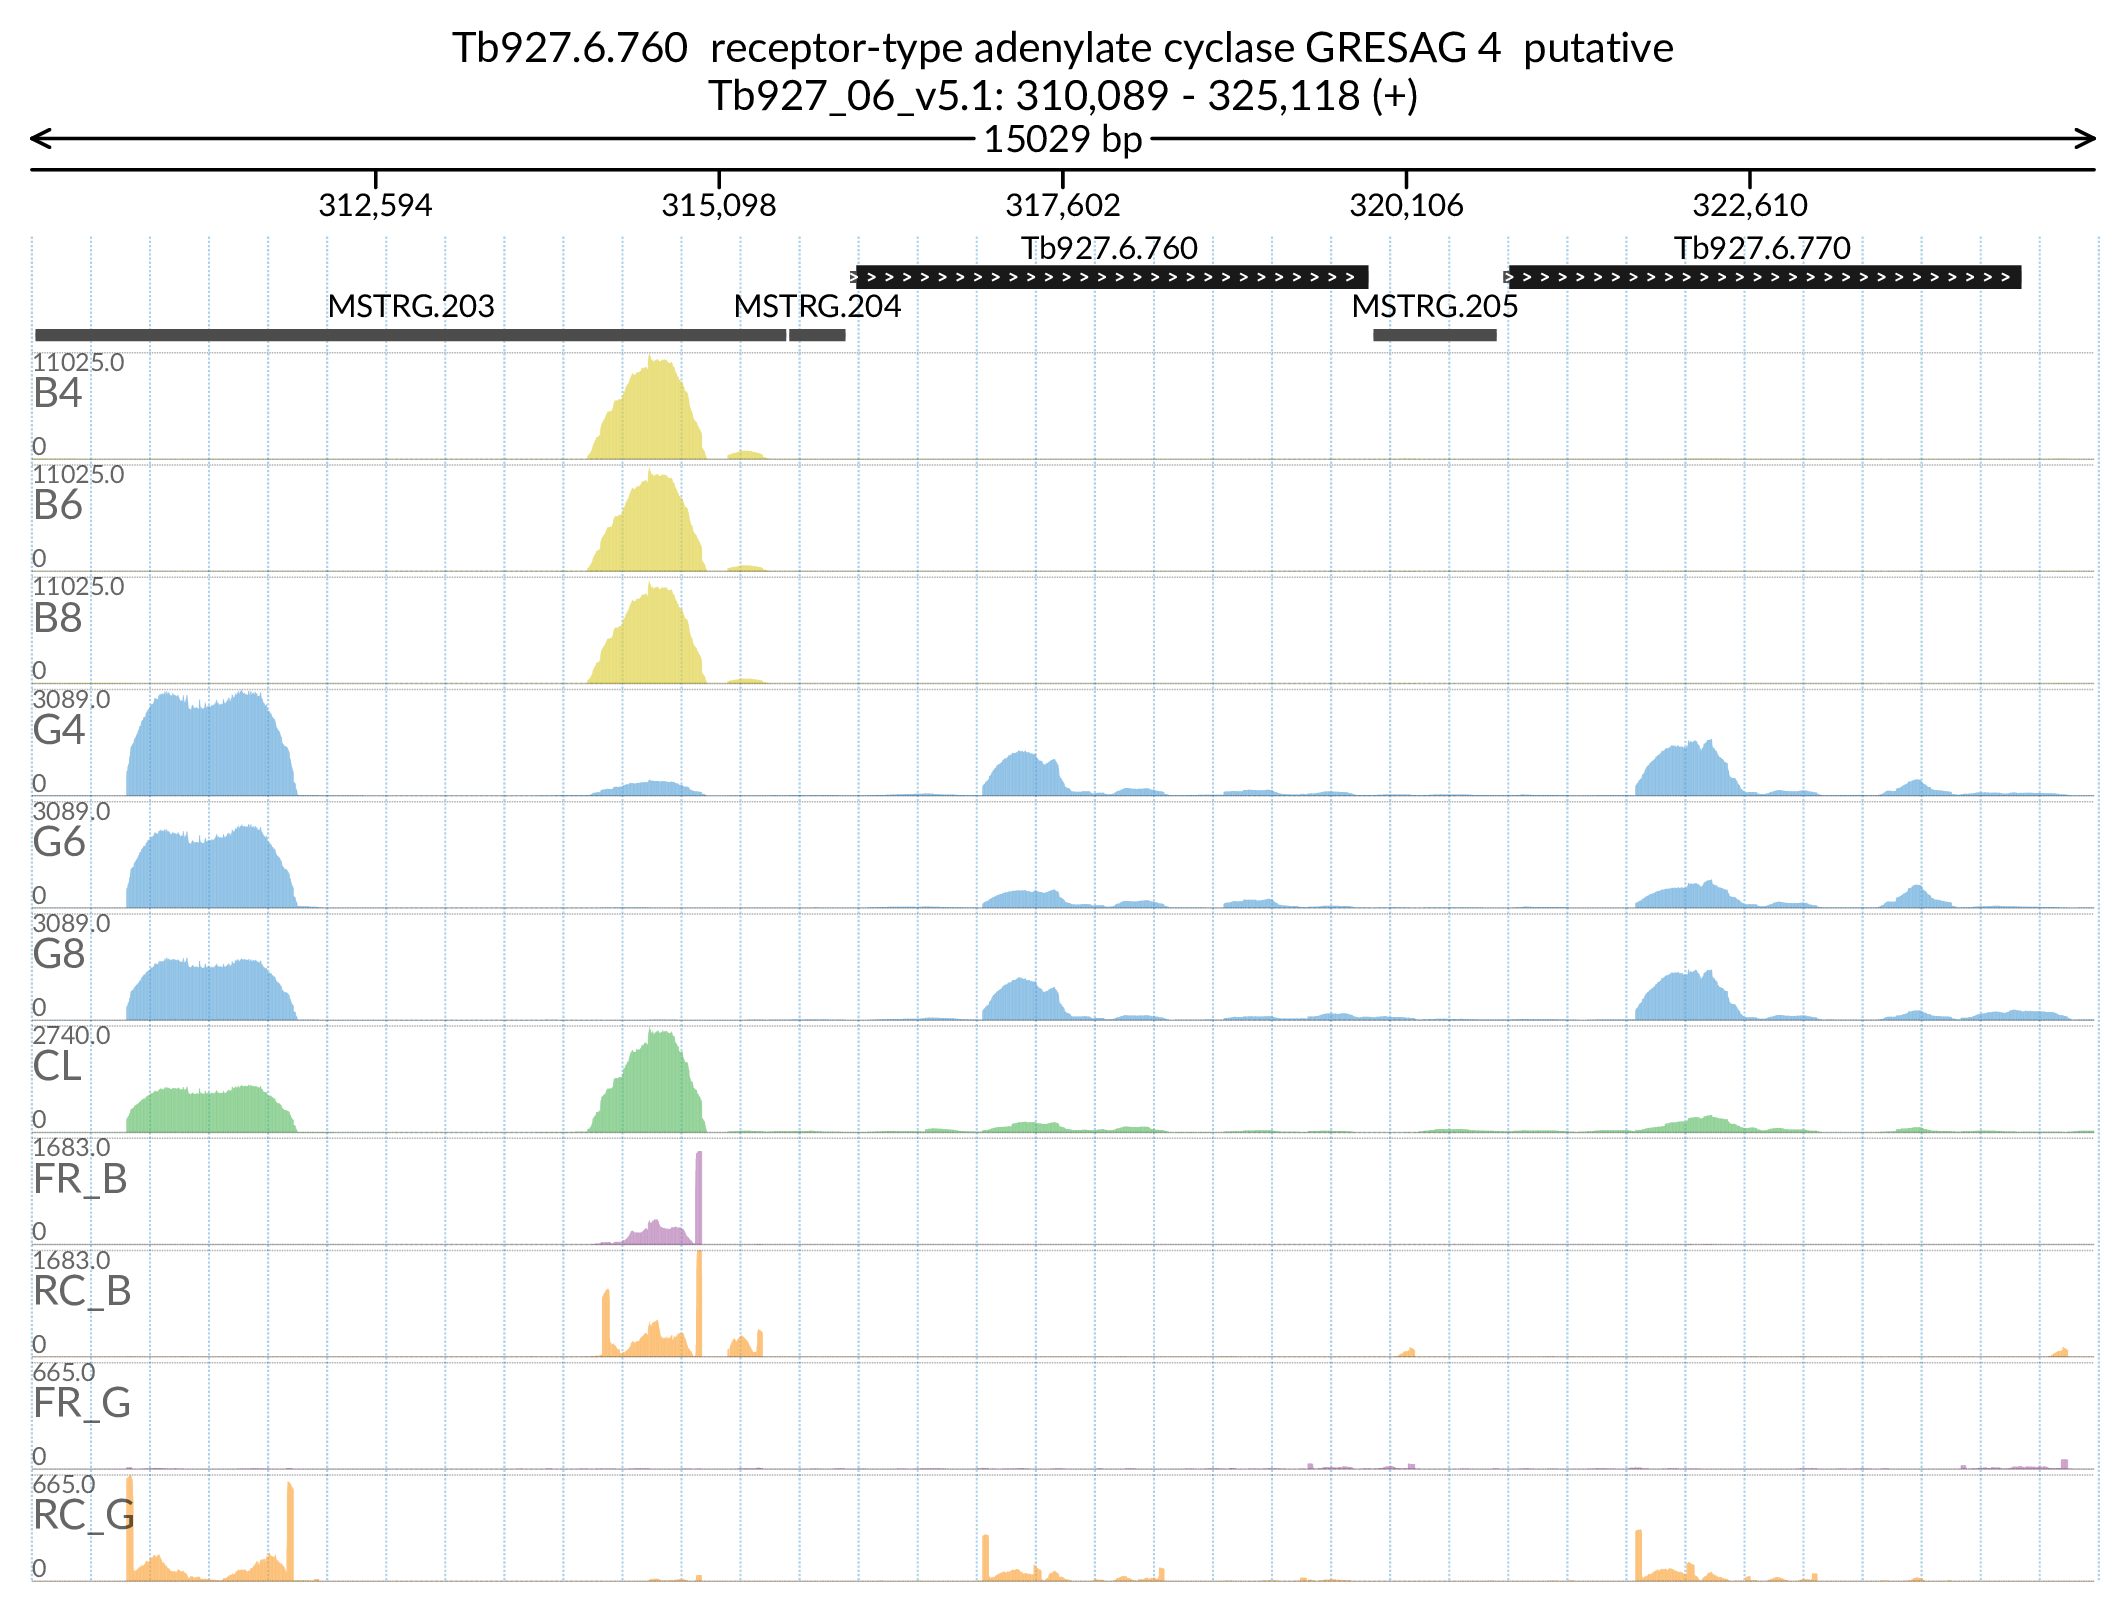 Tb927.6.760  receptor-type adenylate cyclase GRESAG 4  putative
Tb927_06_v5.1: 310,089 - 325,118 (+)
15029 bp
312,594 315,098 317,602 320,106 322,610
Tb927.6.760 Tb927.6.770
MSTRG.203 MSTRG.204 MSTRG.205
11025.0
B4
0
11025.0
B6
0
11025.0
B8
0
3089.0
G4
0
3089.0
G6
0
3089.0
G8
0
2740.0
CL
0
1683.0
FR_B
0
1683.0
RC_B
0
665.0
FR_G
0
665.0
RC_G
0